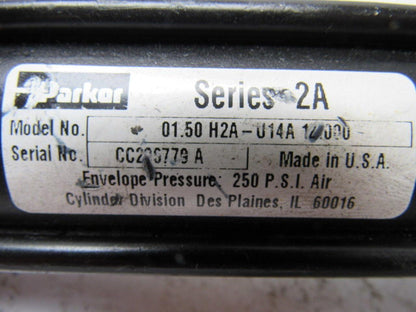 Parker Series 2A
Model No. 01.50 H2A-U14A
Serial No. A Made in U.S.A.
Envelope Pressure: 250 P.S.I. Air
Cylinder Division Des Plaines, IL 60016